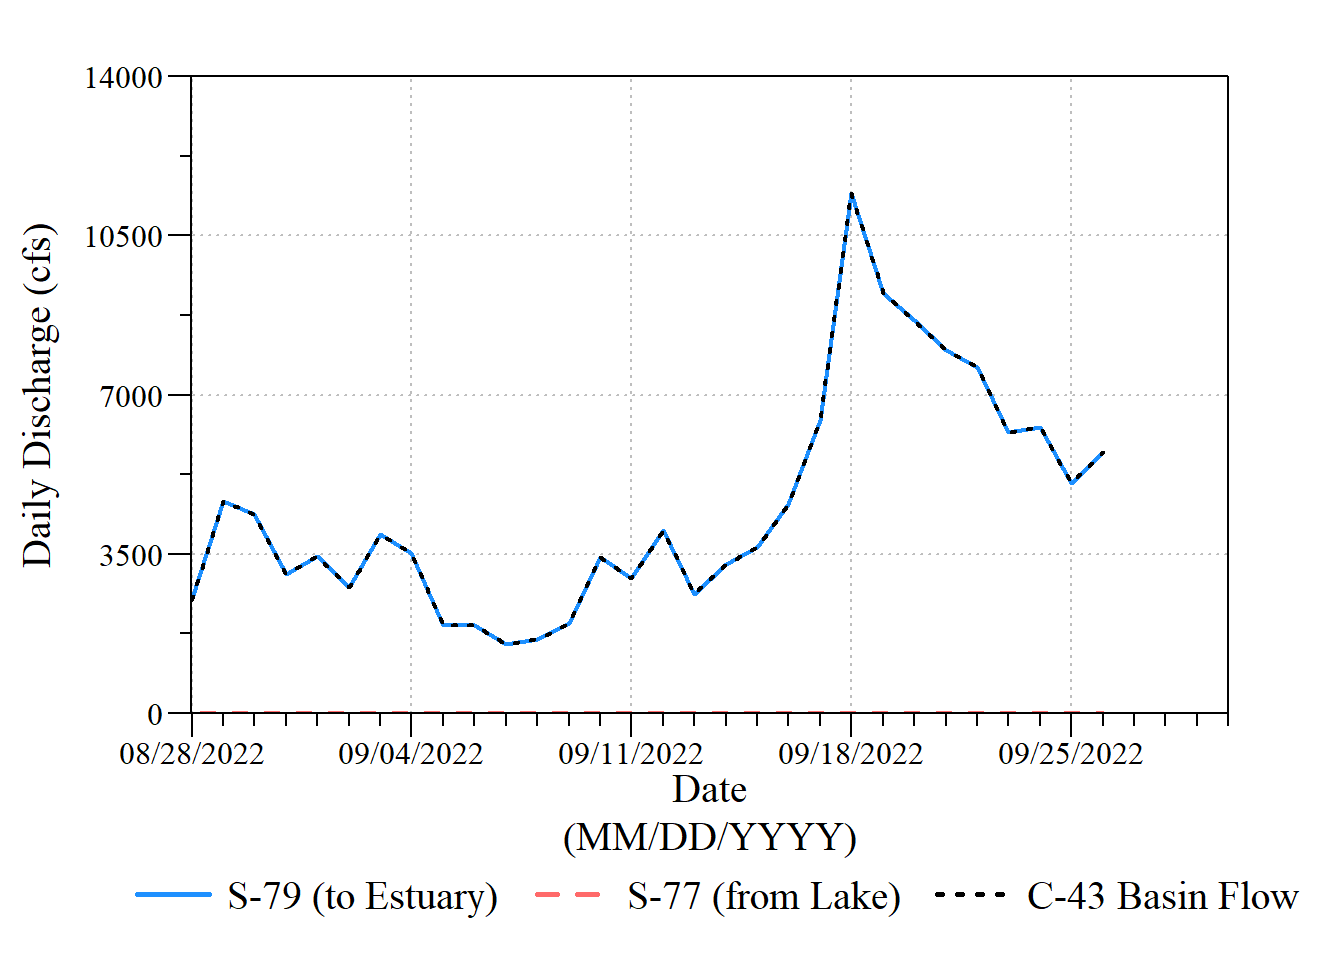 14000
10500
7000
3500
0
Daily Discharge (cfs)
08/28/2022 09/04/2022 09/11/2022 09/18/2022 09/25/2022
Date
(MM/DD/YYYY)
S-79 (to Estuary) S-77 (from Lake) C-43 Basin Flow